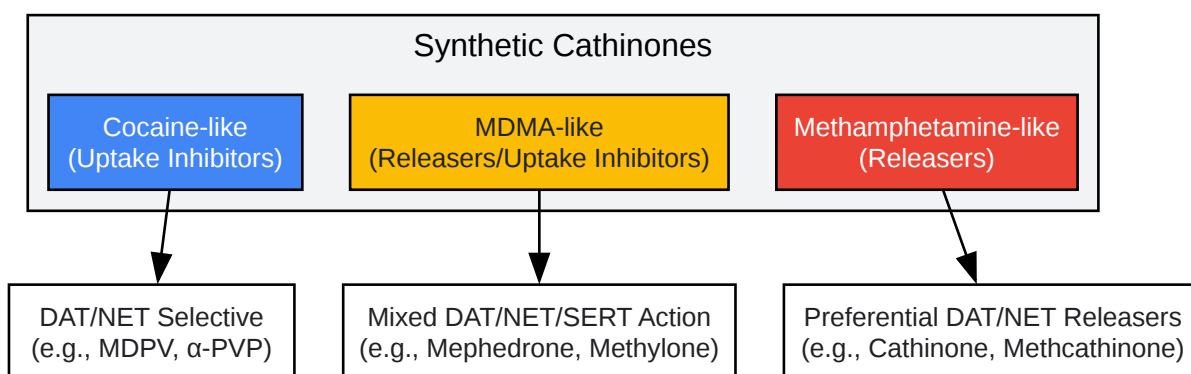 Synthetic Cathinones
Cocaine-like
(Uptake Inhibitors)
MDMA-like
(Releasers/Uptake Inhibitors)
Methamphetamine-like
(Releasers)
DAT/NET Selective
(e.g., MDPV, α-PVP)
Mixed DAT/NET/SERT Action
(e.g., Mephedrone, Methylone)
Preferential DAT/NET Releasers
(e.g., Cathinone, Methcathinone)